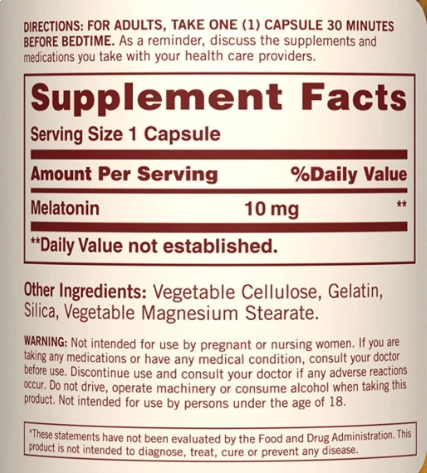 DIRECTIONS: FOR ADULTS, TAKE ONE (1) CAPSULE 30 MINUTES
BEFORE BEDTIME. As a reminder, discuss the supplements and
medications you take with your health care providers.
Supplement Facts
Serving Size 1 Capsule
Amount Per Serving %Daily Value
Melatonin 10 mg **
**Daily Value not established.
Other Ingredients: Vegetable Cellulose, Gelatin,
Silica, Vegetable Magnesium Stearate.
WARNING: Not intended for use by pregnant or nursing women. If you are
taking any medications or have any medical condition, consult your doctor
before use. Discontinue use and consult your doctor if any adverse reactions
occur. Do not drive, operate machinery or consume alcohol when taking this
product. Not intended for use by persons under the age of 18.
*These statements have not been evaluated by the Food and Drug Administration. This
product is not intended to diagnose, treat, cure or prevent any disease.